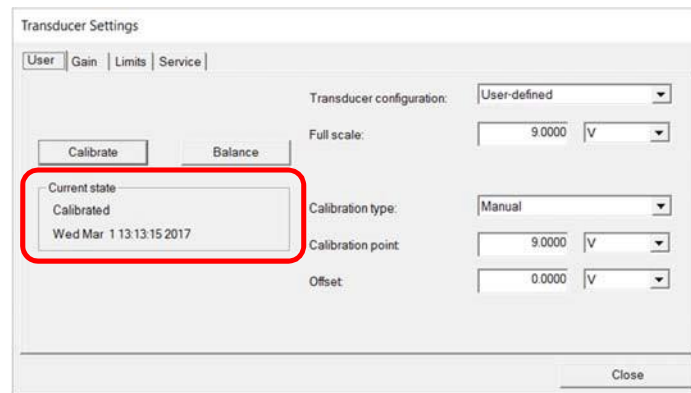 Transducer Settings
User Gain Limits Service
Transducer configuration: User-defined
Full scale: 9.0000 V
Calibrate Balance
Current state
Calibrated
Wed Mar 1 13:13:15 2017
Calibration type: Manual
Calibration point: 9.0000 V
Offset: 0.0000 V
Close